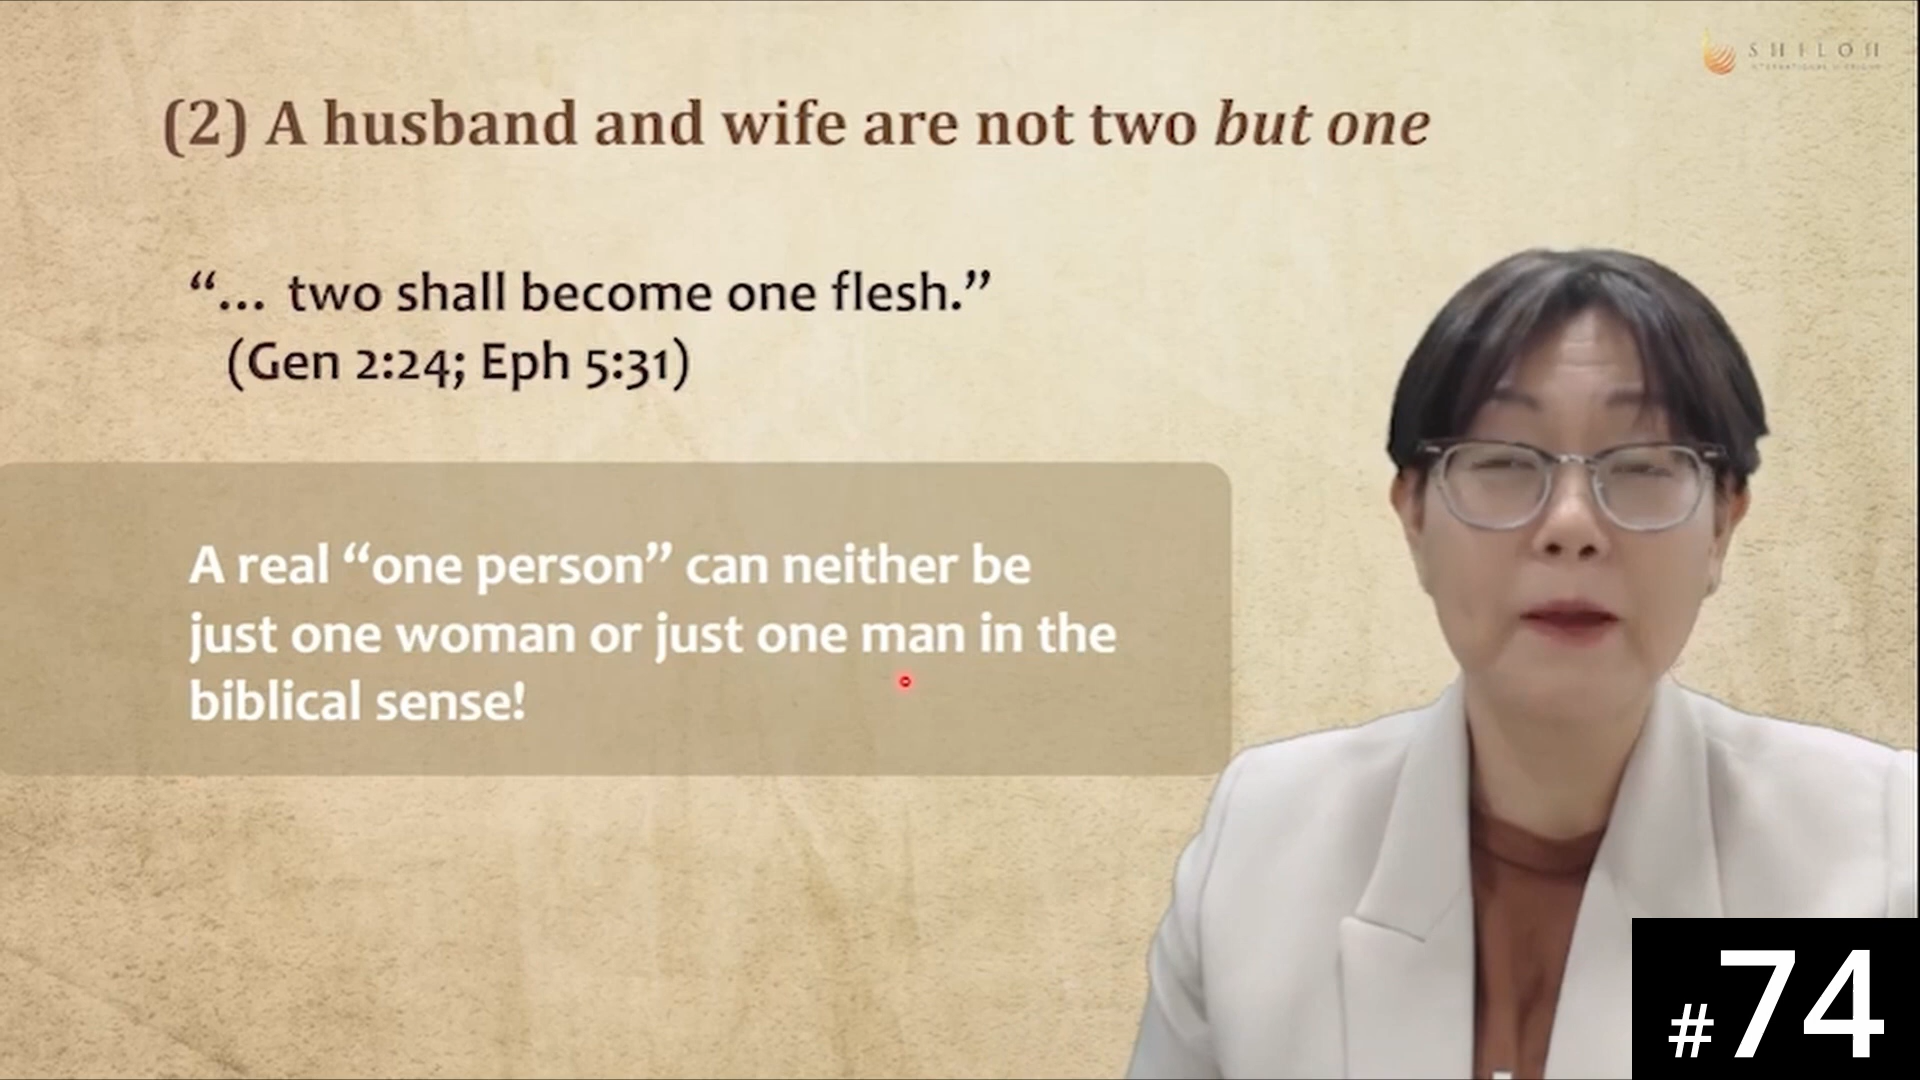 SHILOH
(2) A husband and wife are not two but one
“... two shall become one flesh.”
(Gen 2:24; Eph 5:31)
A real “one person” can neither be
just one woman or just one man in the
biblical sense!
#74